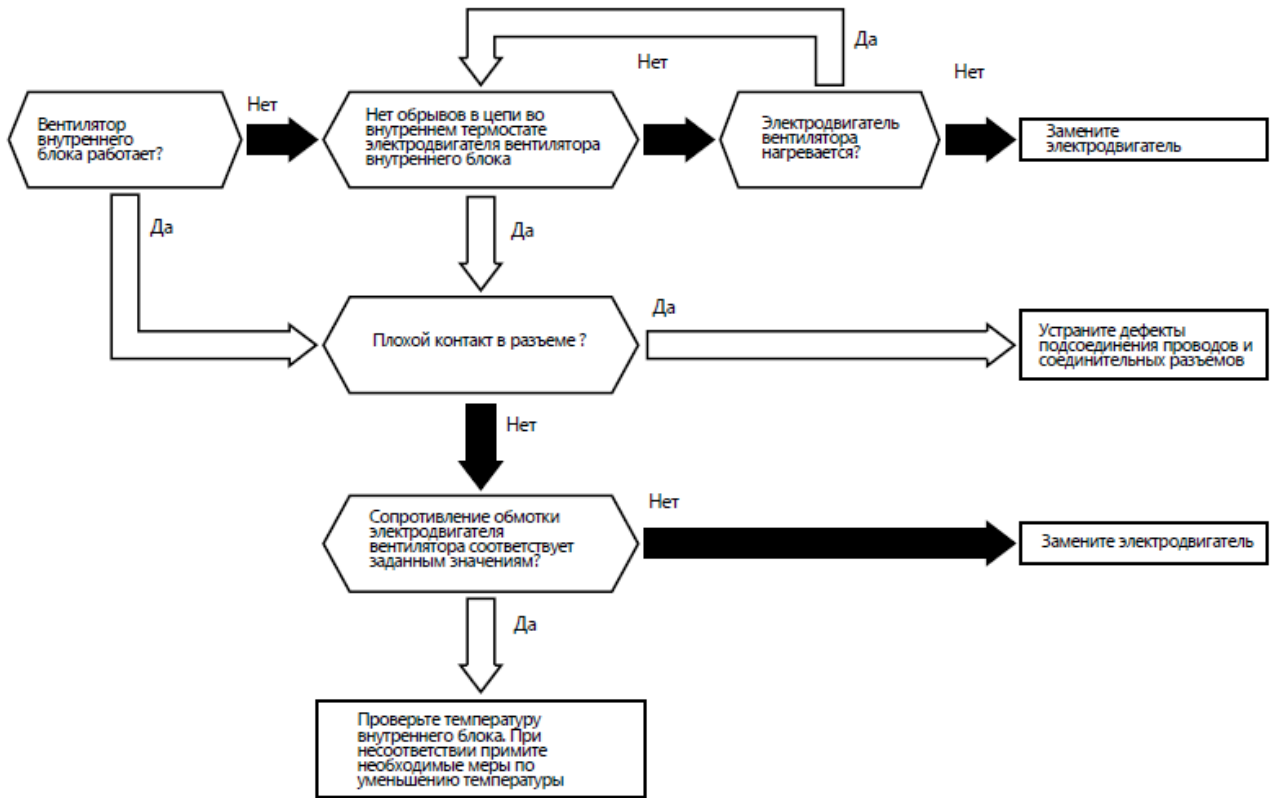 Да
Нет
Нет
Нет
Вентилятор
внутреннего
блока работает?
Нет обрывов в цепи во
внутреннем термостате
электродвигателя вентилятора
внутреннего блока
Электродвигатель
вентилятора
нагревается?
Замените
электродвигатель
Да
Да
Плохой контакт в разъеме ?
Да
Устраните дефекты
подсоединения проводов и
соединительных разъемов
Нет
Сопротивление обмотки
электродвигателя
вентилятора соответствует
заданным значениям?
Нет
Замените электродвигатель
Да
Проверьте температуру
внутреннего блока. При
несоответствии примите
необходимые меры по
уменьшению температуры